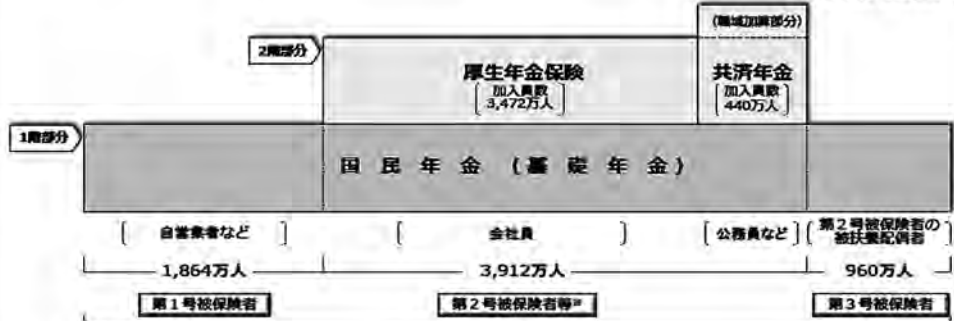 (職域加算部分)
2階部分
厚生年金保険
加入員数
3,472万人
共済年金
加入員数
440万人
1階部分
国民年金(基礎年金)
自営業者など
会社員
公務員など
第2号被保険者の
被扶養配偶者
1,864万人
3,912万人
960万人
第1号被保険者
第2号被保険者等※
第3号被保険者